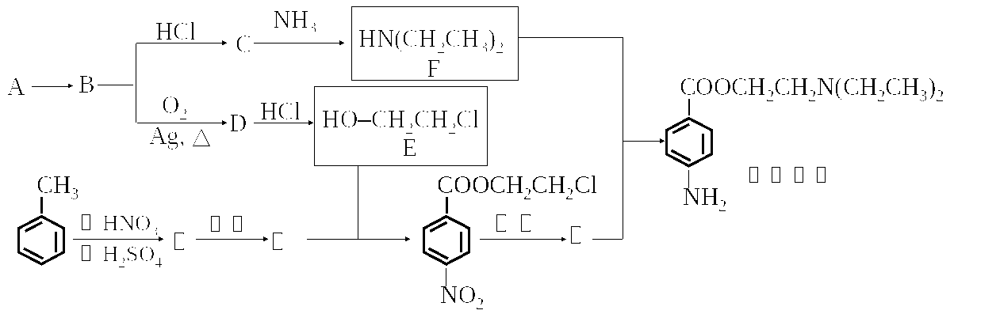 HCl
NH₃
C
HN(CH₂CH₃)₂
F
A
B
O₂
Ag, △
D
HCl
HO—CH₂CH₂Cl
E
COOCH₂CH₂N(CH₂CH₃)₂
NH₂
CH₃
HNO₃
H₂SO₄
COOCH₂CH₂Cl
NO₂